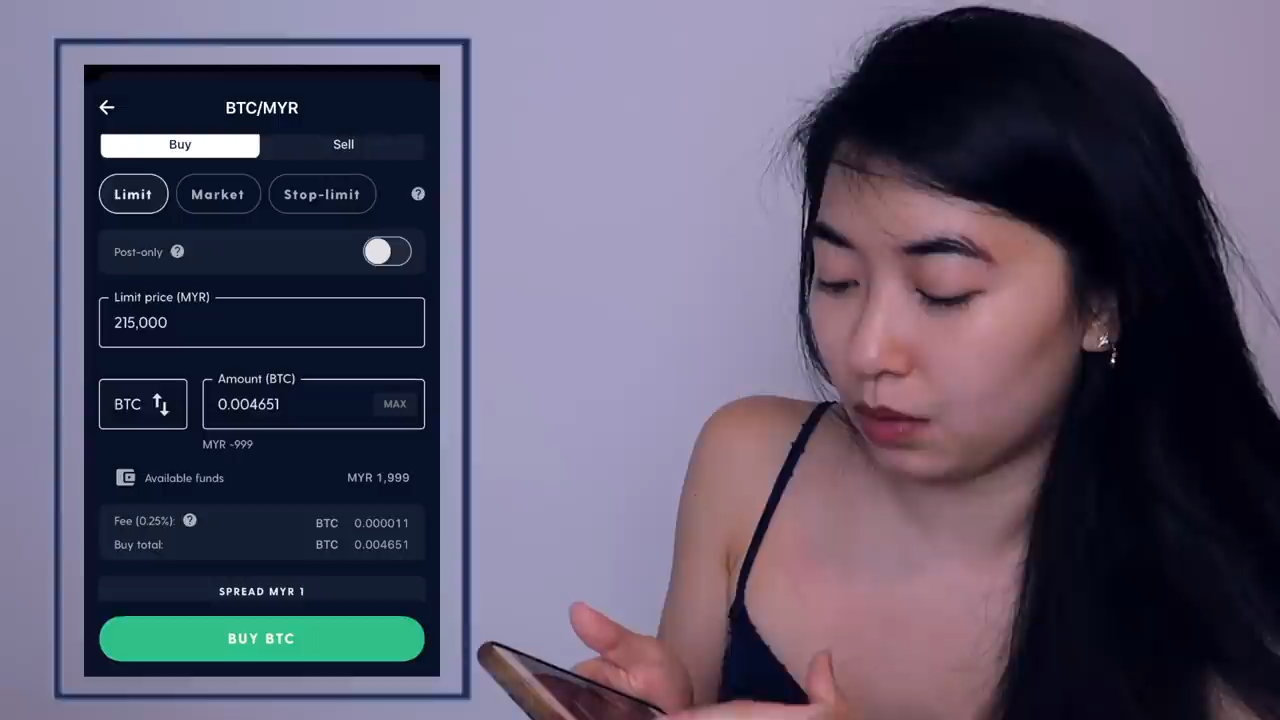 BTC/MYR
Buy Sell
Limit Market Stop-limit ?
Post-only ?
Limit price (MYR)
215,000
Amount (BTC)
BTC 0.004651 MAX
MYR ~999
Available funds MYR 1,999
Fee (0.25%): ? BTC 0.000011
Buy total: BTC 0.004651
SPREAD MYR 1
BUY BTC